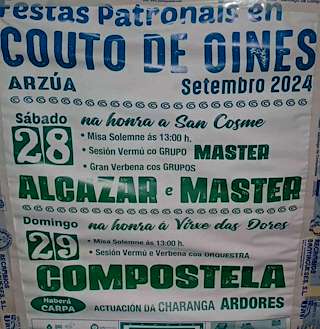 Festas Patronais en
COUTO DE OINES
ARZÚA Setembro 2024
Sábado na honra a San Cosme
28
• Misa Solemne ás 13:00 h.
• Sesión Vermú co GRUPO MASTER
• Gran Verbena cos GRUPOS
ALCAZAR e MASTER
Domingo na honra á Virxe das Dores
29
• Misa Solemne ás 13:00 h.
• Sesión Vermu e Verbena coa ORQUESTRA
COMPOSTELA
Haberá CARPA
ACTUACIÓN DA CHARANGA ARDORES